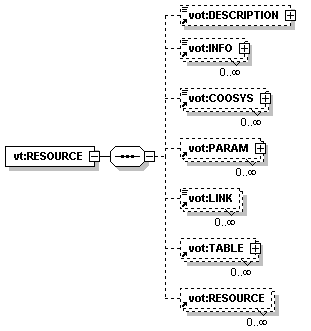 vot:DESCRIPTION
vot:INFO
0..∞
vot:COOSYS
0..∞
vt:RESOURCE
vot:PARAM
0..∞
vot:LINK
0..∞
vot:TABLE
0..∞
vot:RESOURCE
0..∞